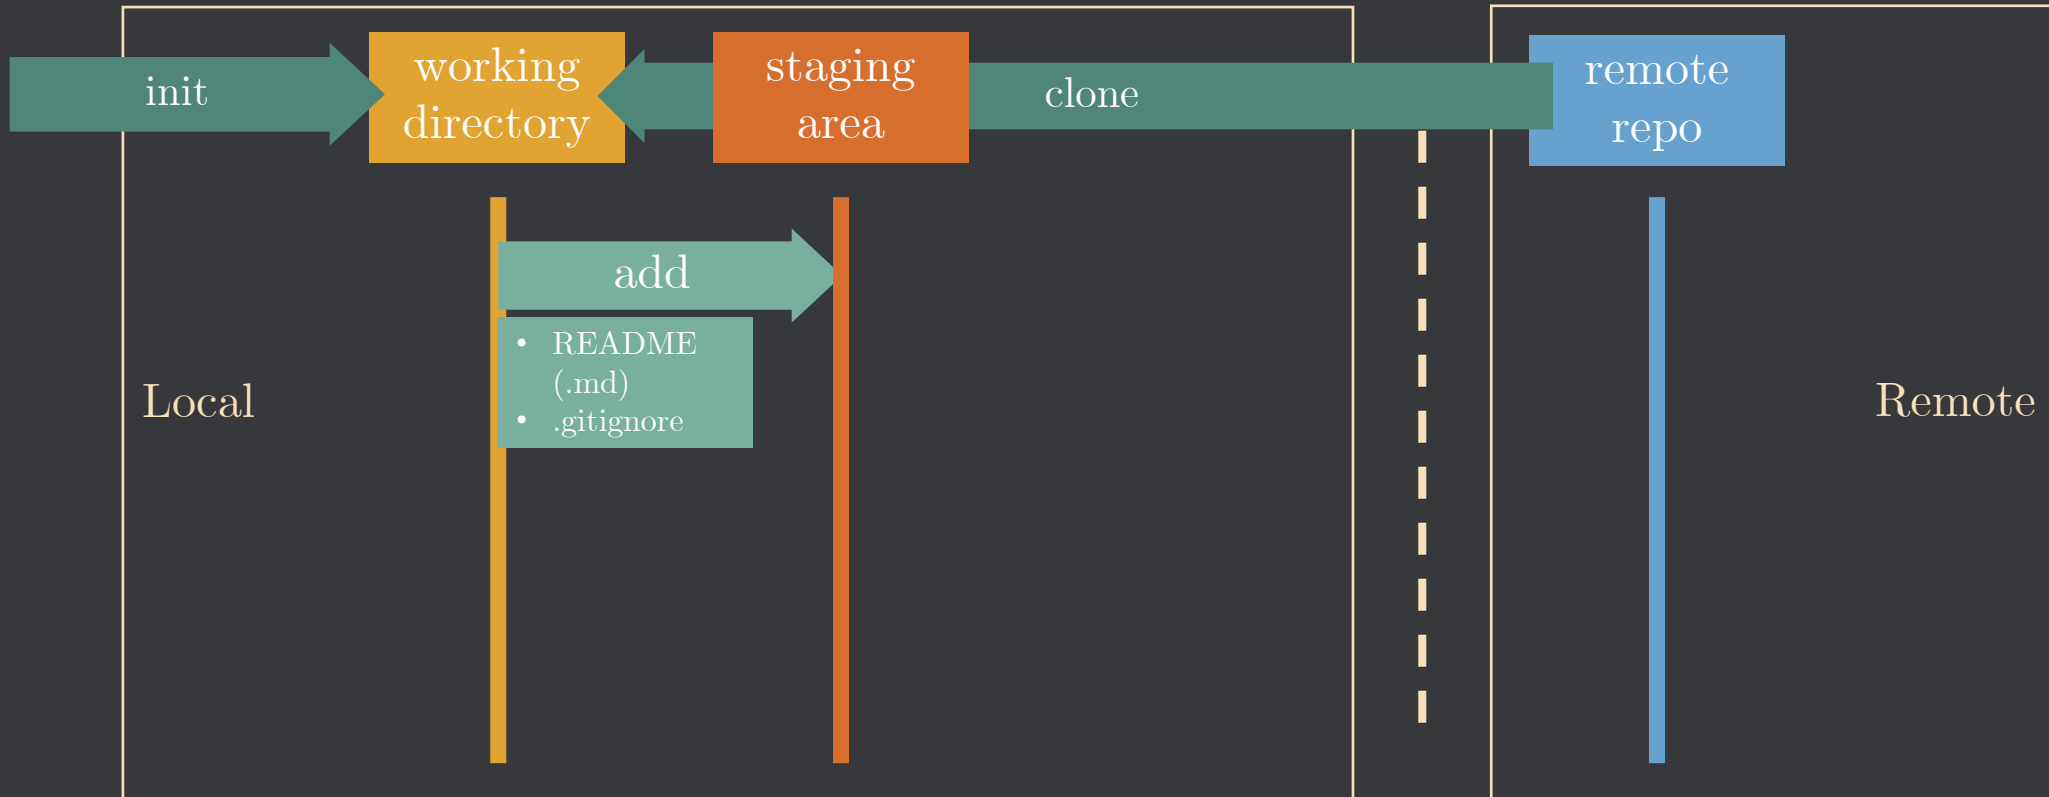 init
working
directory
staging
area
clone
remote
repo
add
• README
(.md)
• .gitignore
Local
Remote